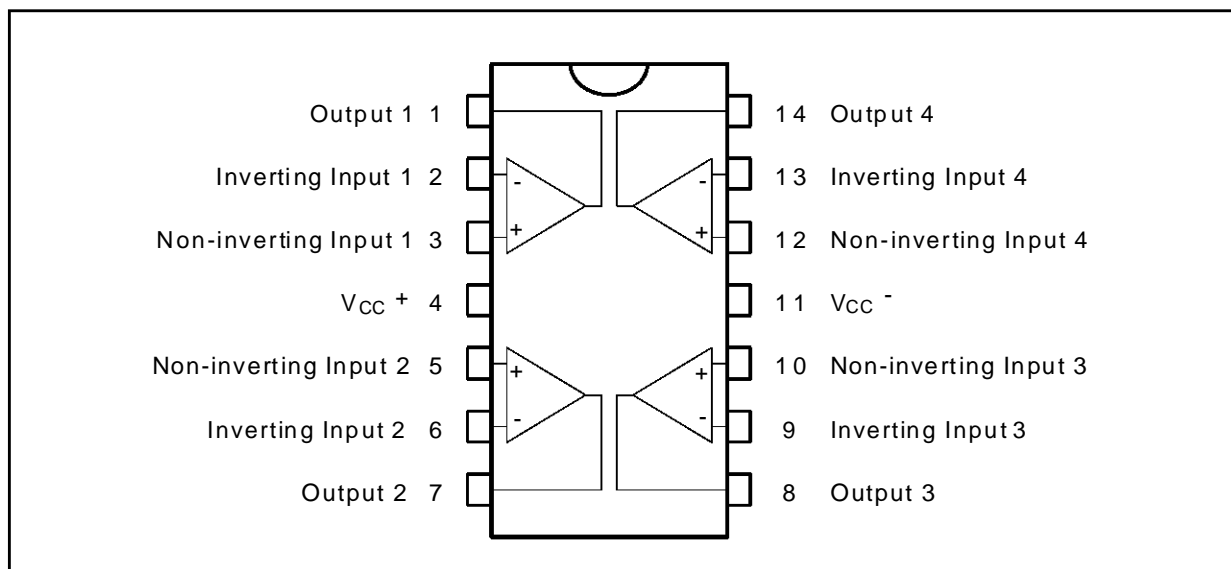 Output 1 1
14 Output 4
Inverting Input 1 2
-
-
13 Inverting Input 4
Non-inverting Input 1 3
+
+
12 Non-inverting Input 4
VCC + 4
11 VCC -
Non-inverting Input 2 5
+
+
10 Non-inverting Input 3
Inverting Input 2 6
-
-
9 Inverting Input 3
Output 2 7
8 Output 3